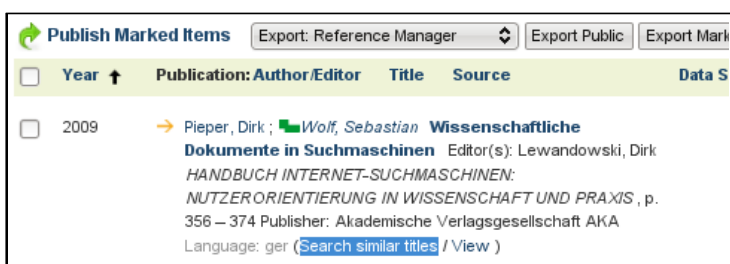 Publish Marked Items Export: Reference Manager Export Public Export Mark
Year Publication: Author/Editor Title Source Data S
2009 Pieper, Dirk ; Wolf, Sebastian Wissenschaftliche
Dokumente in Suchmaschinen Editor(s): Lewandowski, Dirk
HANDBUCH INTERNET-SUCHMASCHINEN:
NUTZERORIENTIERUNG IN WISSENSCHAFT UND PRAXIS , p.
356 – 374 Publisher: Akademische Verlagsgesellschaft AKA
Language: ger (Search similar titles / View )